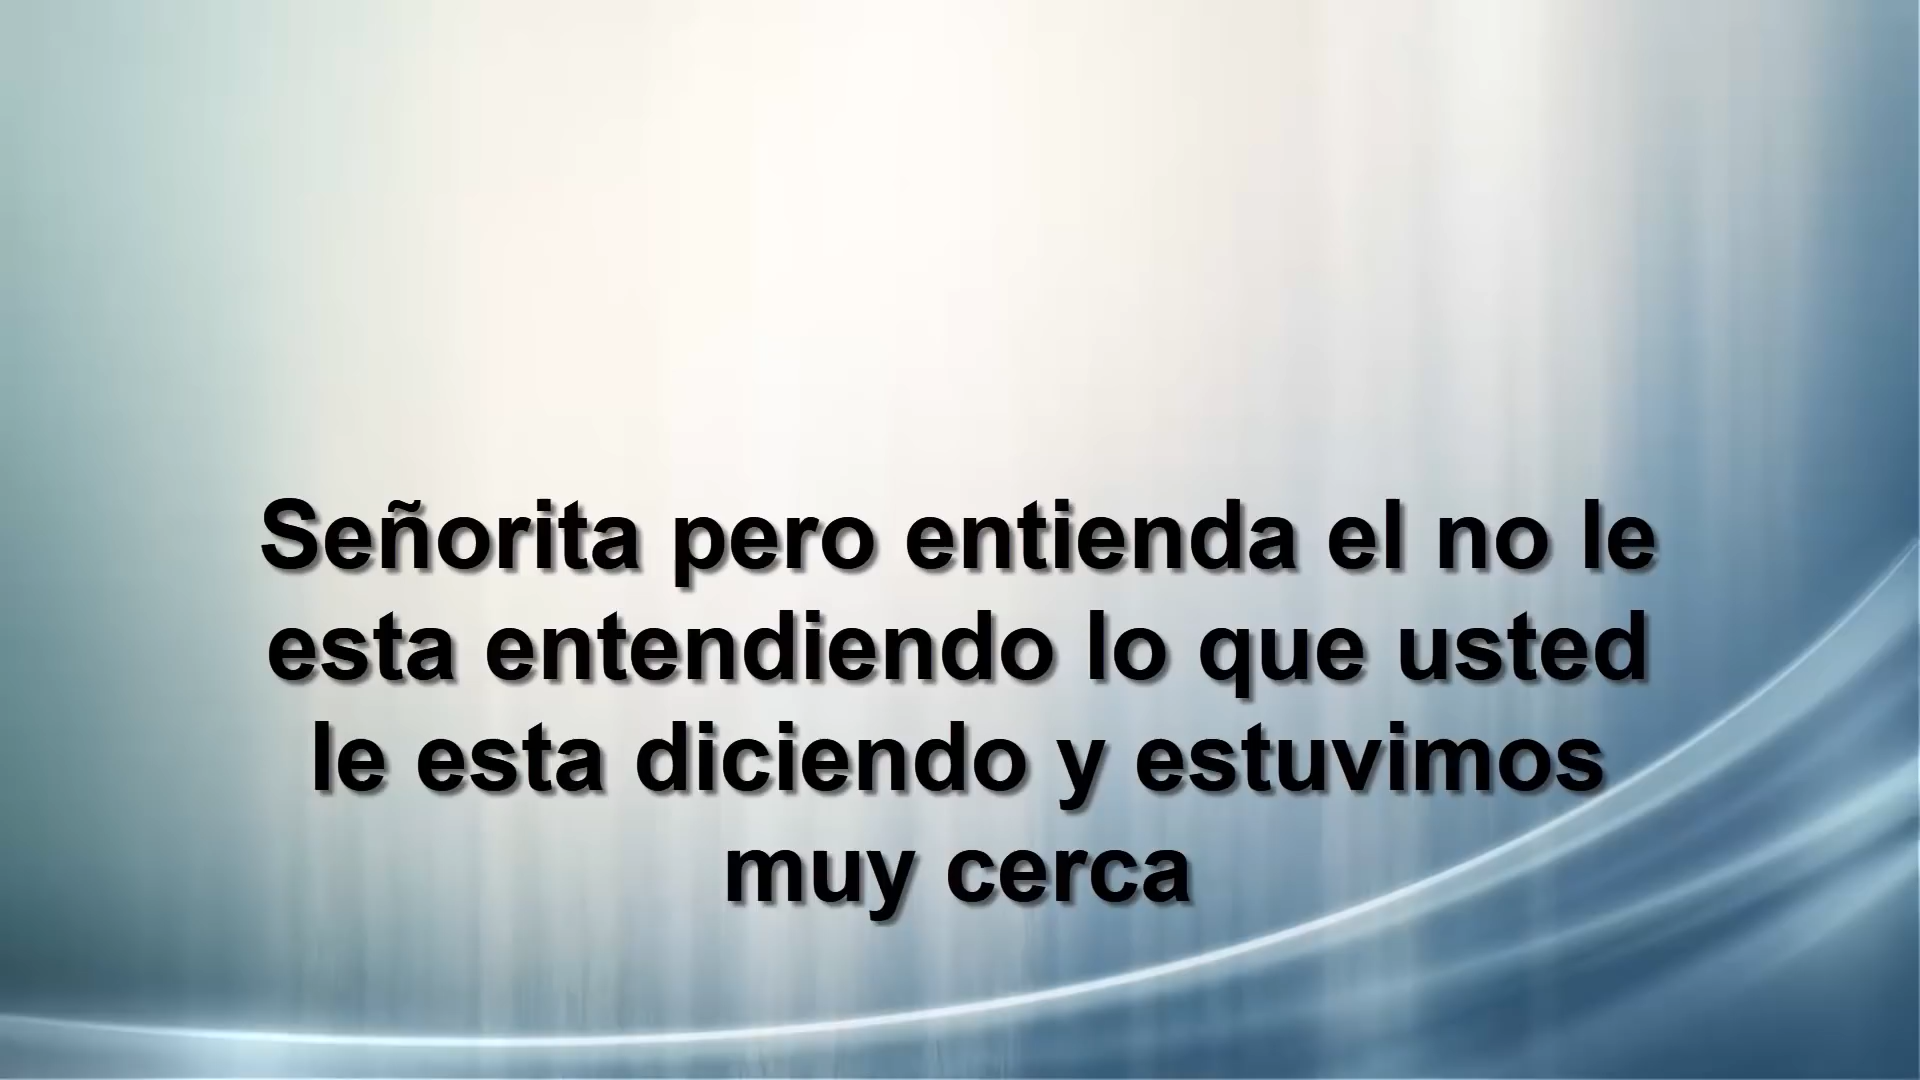 Señorita pero entienda el no le
esta entendiendo lo que usted
le esta diciendo y estuvimos
muy cerca